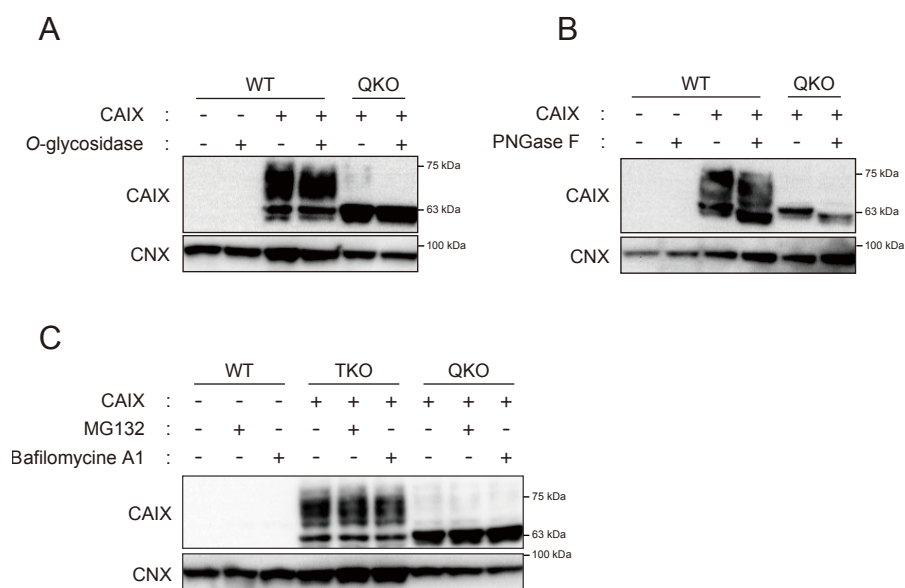 A
WT QKO
CAIX : - - + + + +
O-glycosidase : - + - + - +
CAIX
75 kDa
63 kDa
CNX
100 kDa
B
WT QKO
CAIX : - - + + + +
PNGase F : - + - + - +
CAIX
75 kDa
63 kDa
CNX
100 kDa
C
WT TKO QKO
CAIX : - - - + + + + + +
MG132 : - + - - + - - + -
Bafilomycine A1 : - - + - - + - - +
CAIX
75 kDa
63 kDa
CNX
100 kDa